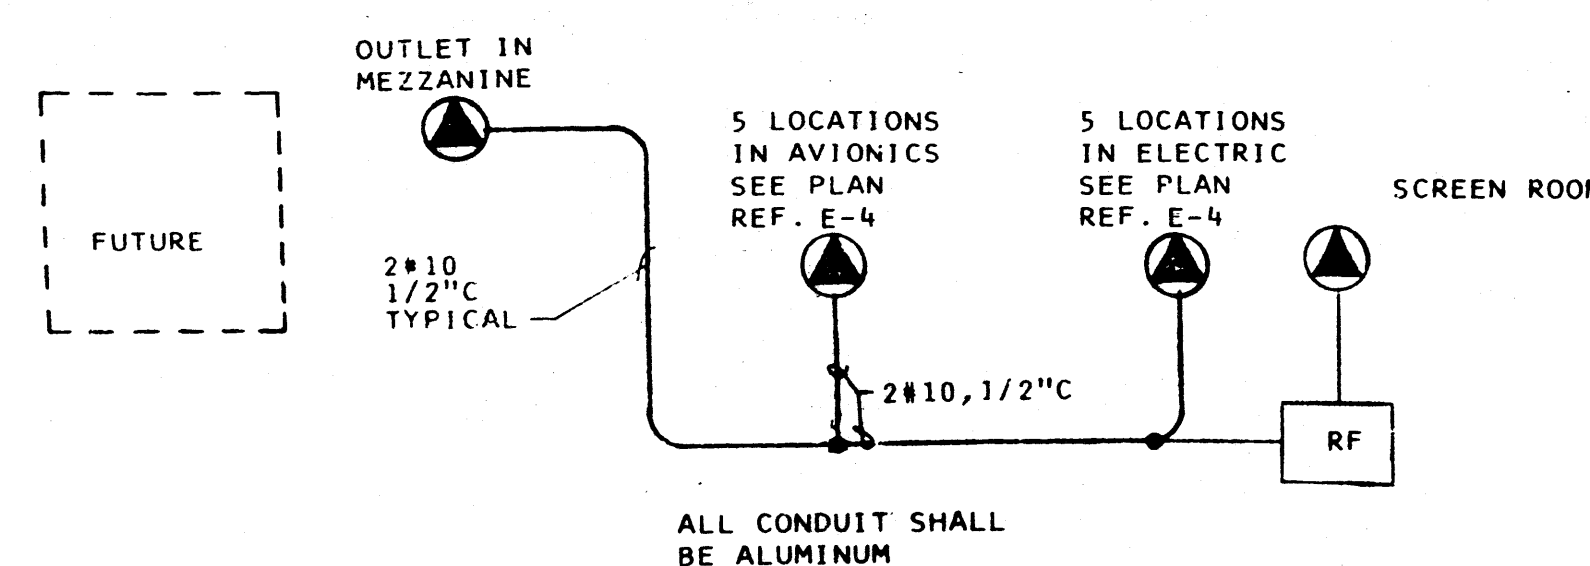 OUTLET IN
MEZZANINE
5 LOCATIONS
IN AVIONICS
SEE PLAN
REF. E-4
5 LOCATIONS
IN ELECTRIC
SEE PLAN
REF. E-4
SCREEN ROOM
FUTURE
2#10
1/2"C
TYPICAL
2#10,1/2"C
RF
ALL CONDUIT SHALL
BE ALUMINUM